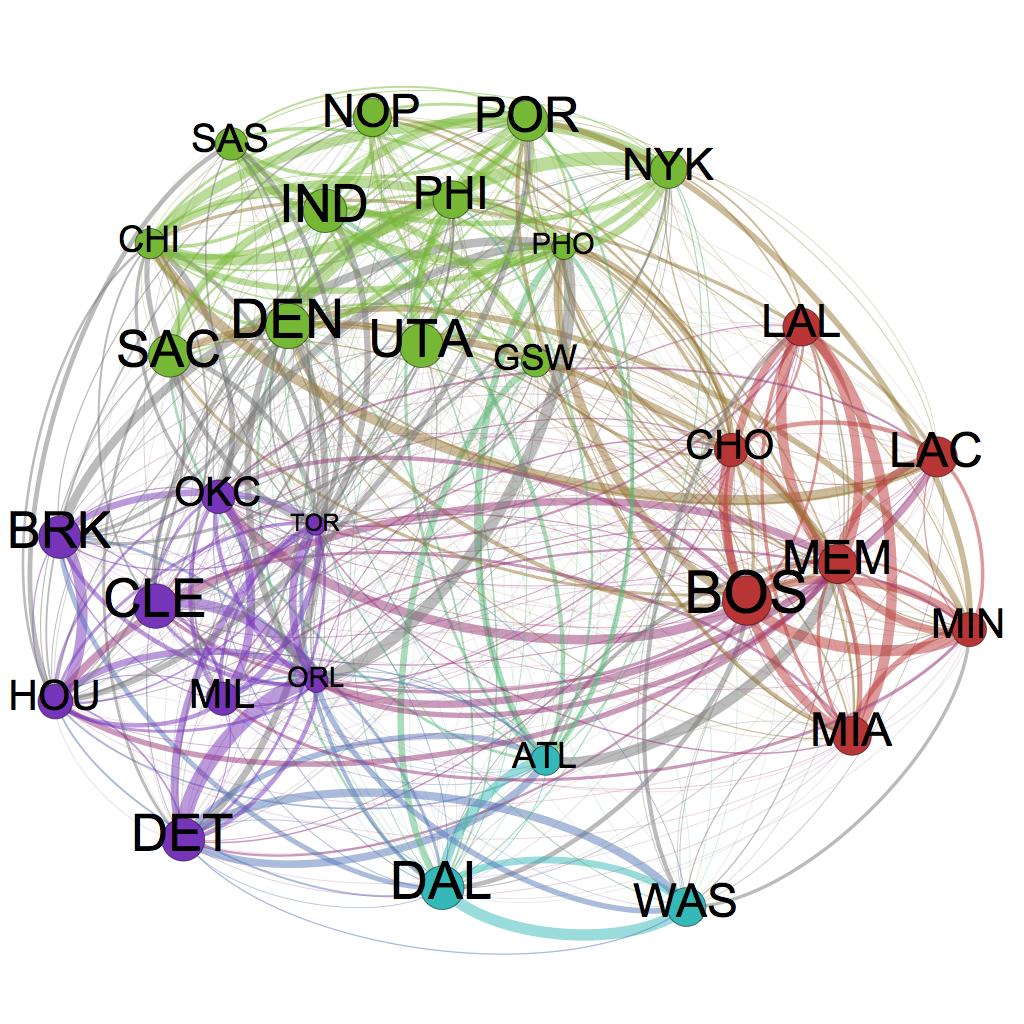 NOP
POR
SAS
NYK
IND
PHI
CHI
PHO
DEN
UTA
SAC
GSW
LAL
CHO
LAC
OKC
BRK
TOR
MEM
CLE
BOS
MIN
HOU
MIL
ORL
MIA
ATL
DET
DAL
WAS